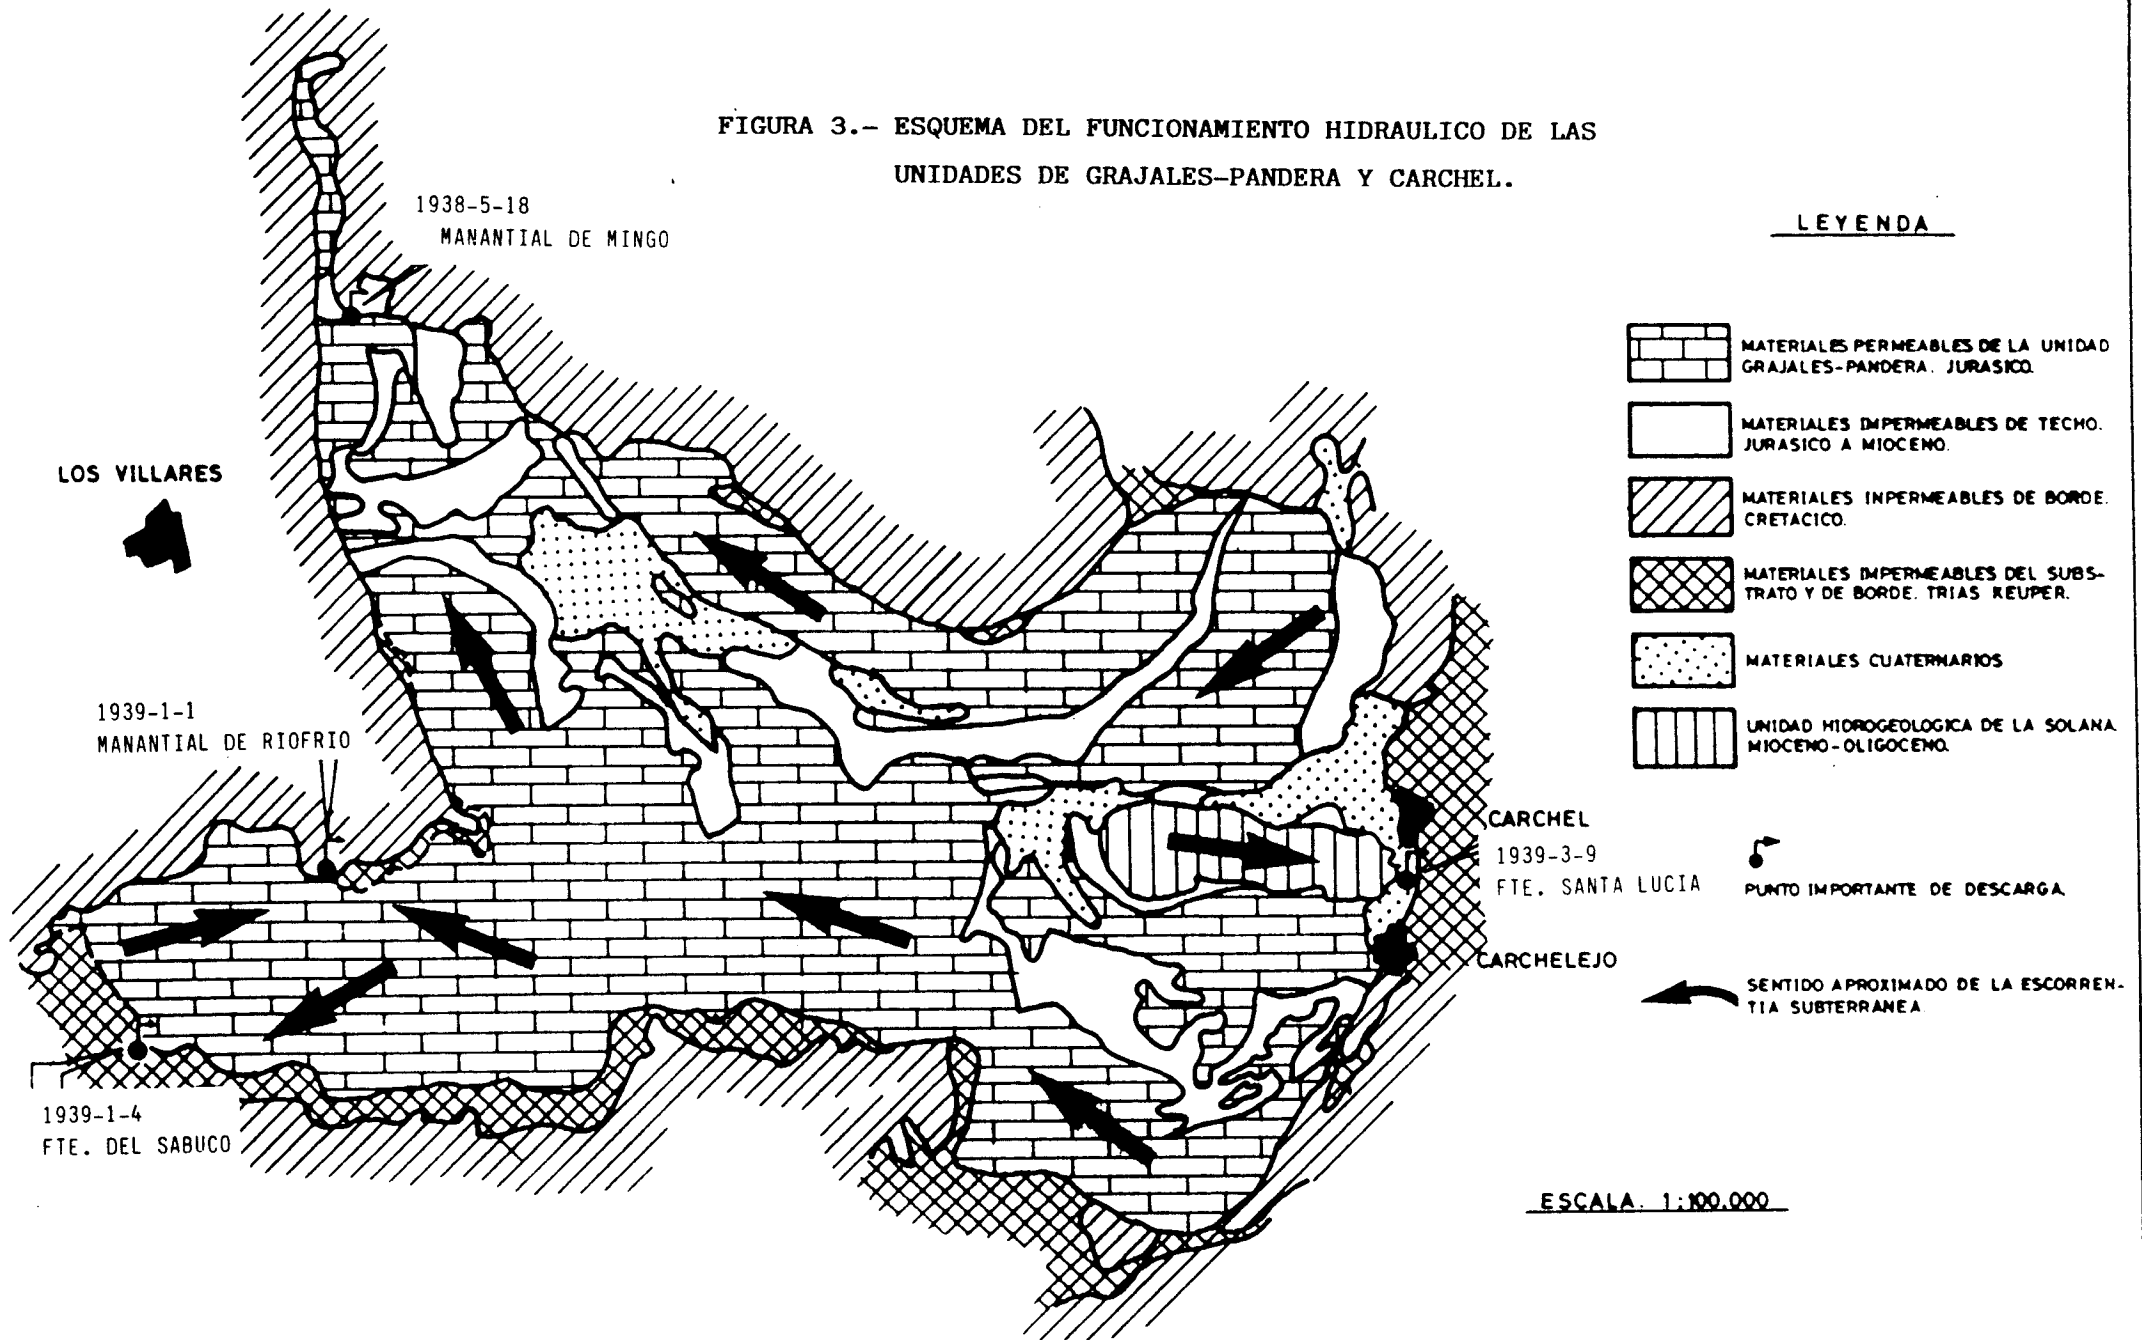 FIGURA 3.- ESQUEMA DEL FUNCIONAMIENTO HIDRAULICO DE LAS
UNIDADES DE GRAJALES-PANDERA Y CARCHEL.
1938-5-18
MANANTIAL DE MINGO
LOS VILLARES
1939-1-1
MANANTIAL DE RIOFRIO
1939-1-4
FTE. DEL SABUCO
CARCHEL
1939-3-9
FTE. SANTA LUCIA
CARCHELEJO
LEYENDA
MATERIALES PERMEABLES DE LA UNIDAD
GRAJALES-PANDERA. JURASICO.
MATERIALES IMPERMEABLES DE TECHO.
JURASICO A MIOCENO.
MATERIALES INPERMEABLES DE BORDE.
CRETACICO.
MATERIALES IMPERMEABLES DEL SUBS-
TRATO Y DE BORDE. TRIAS KEUPER.
MATERIALES CUATERNARIOS
UNIDAD HIDROGEOLOGICA DE LA SOLANA.
MIOCENO-OLIGOCENO.
PUNTO IMPORTANTE DE DESCARGA.
SENTIDO APROXIMADO DE LA ESCORREN-
TIA SUBTERRANEA.
ESCALA. 1:100.000